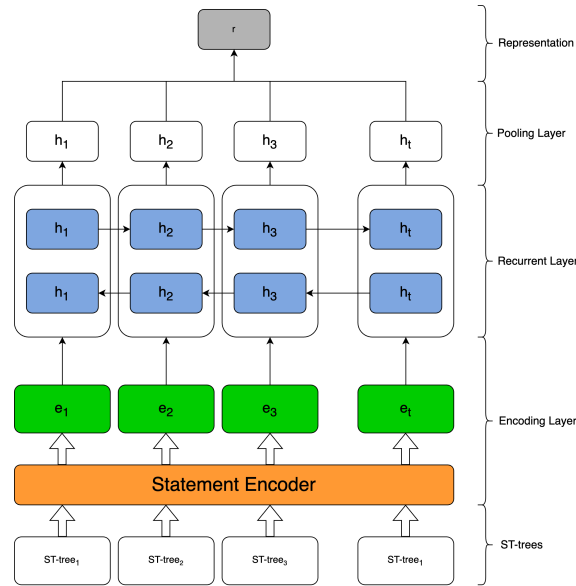 r
Representation
h₁ h₂ h₃ hₜ
Pooling Layer
h₁ h₂ h₃ hₜ
Recurrent Layer
h₁ h₂ h₃ hₜ
e₁ e₂ e₃ eₜ
Encoding Layer
Statement Encoder
ST-tree₁ ST-tree₂ ST-tree₃ ST-tree₁
ST-trees